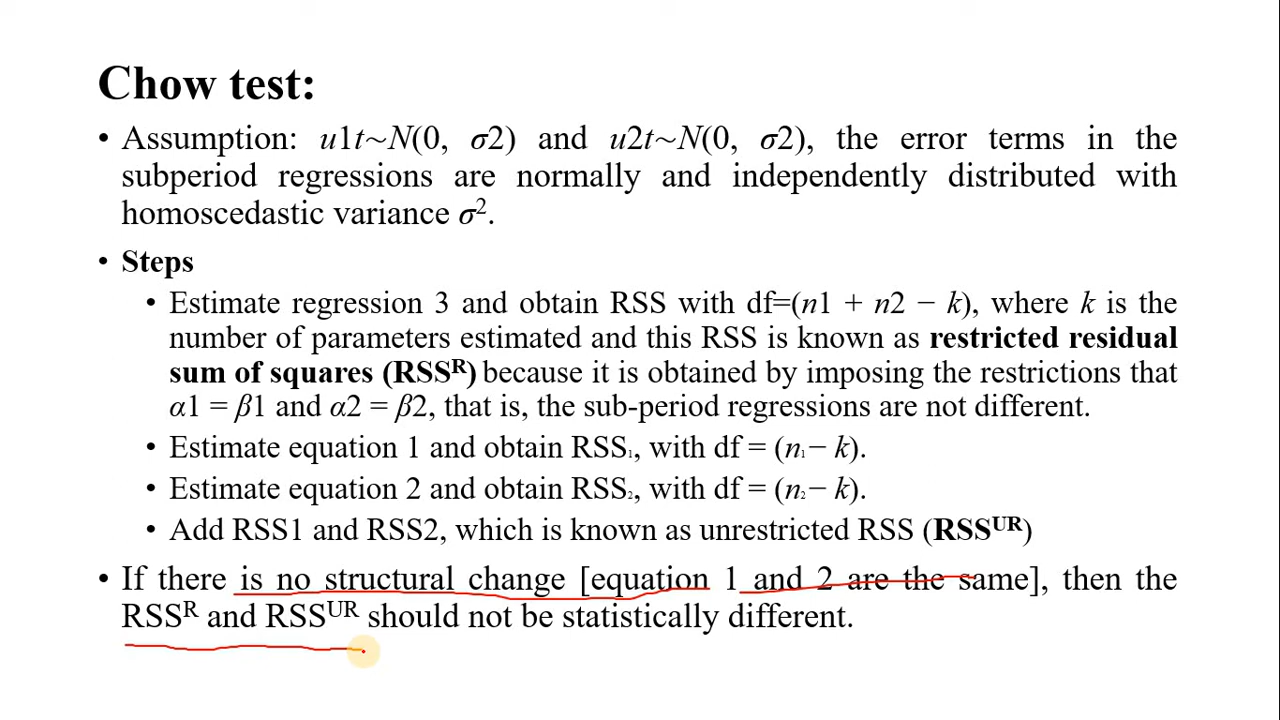 Chow test:
• Assumption: u1t~N(0, σ2) and u2t~N(0, σ2), the error terms in the
subperiod regressions are normally and independently distributed with
homoscedastic variance σ².
• Steps
• Estimate regression 3 and obtain RSS with df=(n1 + n2 − k), where k is the
number of parameters estimated and this RSS is known as restricted residual
sum of squares (RSSᴿ) because it is obtained by imposing the restrictions that
α1 = β1 and α2 = β2, that is, the sub-period regressions are not different.
• Estimate equation 1 and obtain RSS₁, with df = (n₁− k).
• Estimate equation 2 and obtain RSS₂, with df = (n₂− k).
• Add RSS1 and RSS2, which is known as unrestricted RSS (RSSᵁᴿ)
• If there is no structural change [equation 1 and 2 are the same], then the
RSSᴿ and RSSᵁᴿ should not be statistically different.